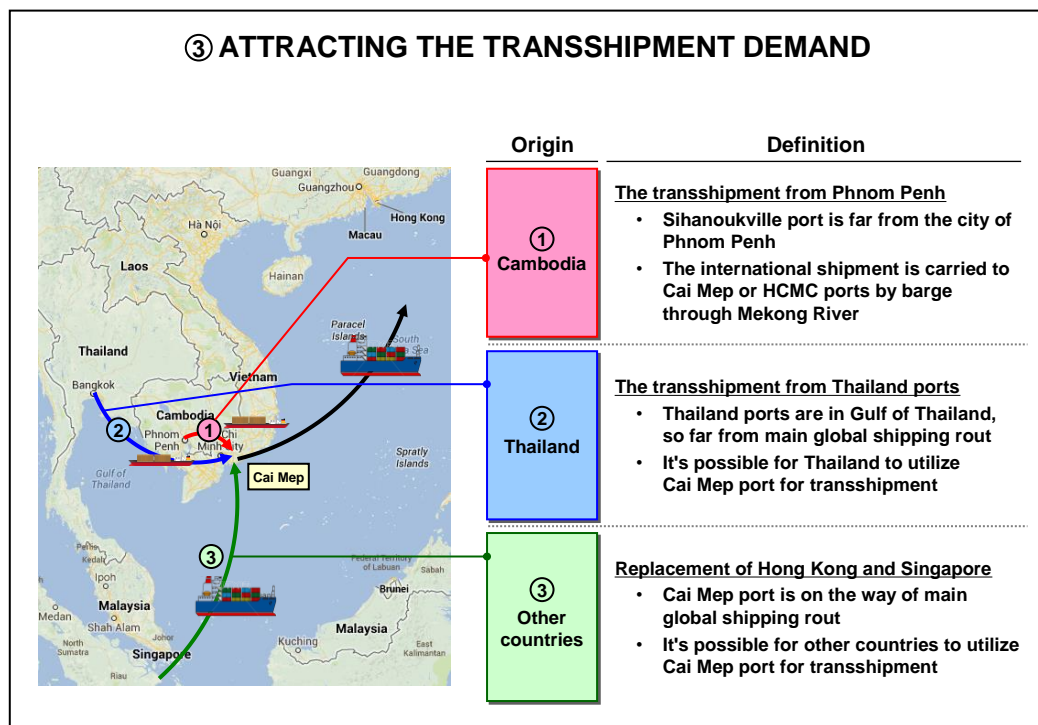 ③ ATTRACTING THE TRANSSHIPMENT DEMAND
Origin
Definition
①
Cambodia
The transshipment from Phnom Penh
• Sihanoukville port is far from the city of
Phnom Penh
• The international shipment is carried to
Cai Mep or HCMC ports by barge
through Mekong River
②
Thailand
The transshipment from Thailand ports
• Thailand ports are in Gulf of Thailand,
so far from main global shipping rout
• It's possible for Thailand to utilize
Cai Mep port for transshipment
③
Other
countries
Replacement of Hong Kong and Singapore
• Cai Mep port is on the way of main
global shipping rout
• It's possible for other countries to utilize
Cai Mep port for transshipment
Guangxi
Guangdong
Guangzhou
Hong Kong
Macau
Hà Nội
Laos
Hainan
Paracel
Islands
South
Sea
Thailand
Vietnam
Bangkok
Cambodia
①
②
Phnom
Penh
Chi
Minh City
Gulf of
Thailand
Cai Mep
Spratly
Islands
③
Perlis
Kedah
Ipoh
Malaysia
Medan
Shah Alam
Johor
North
Sumatra
Singapore
Riau
Federal Territory
of Labuan
Sabah
Brunei
Malaysia
Kuching
East
Kalimantan